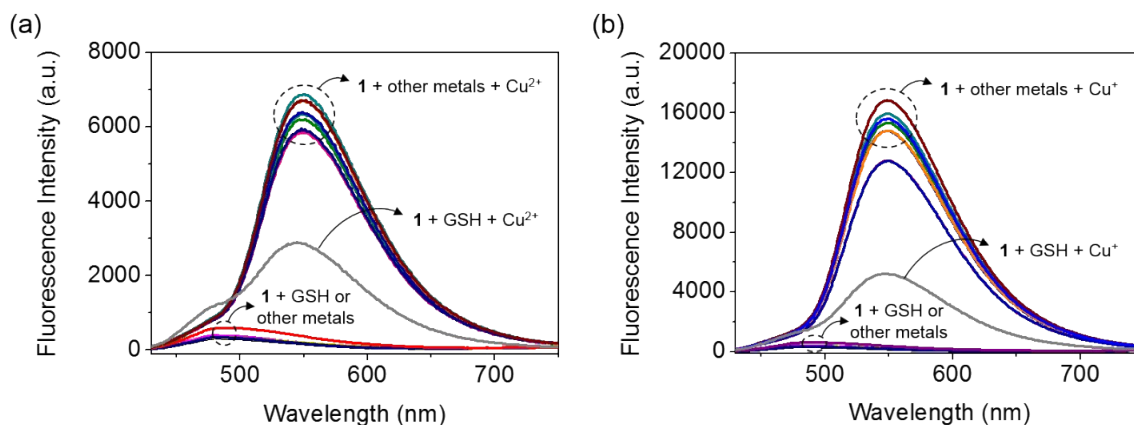 (a)
Fluorescence Intensity (a.u.)
8000
6000
4000
2000
0
1 + other metals + Cu²⁺
1 + GSH + Cu²⁺
1 + GSH or
other metals
500
600
700
Wavelength (nm)
(b)
Fluorescence Intensity (a.u.)
20000
16000
12000
8000
4000
0
1 + other metals + Cu⁺
1 + GSH + Cu⁺
1 + GSH or
other metals
500
600
700
Wavelength (nm)